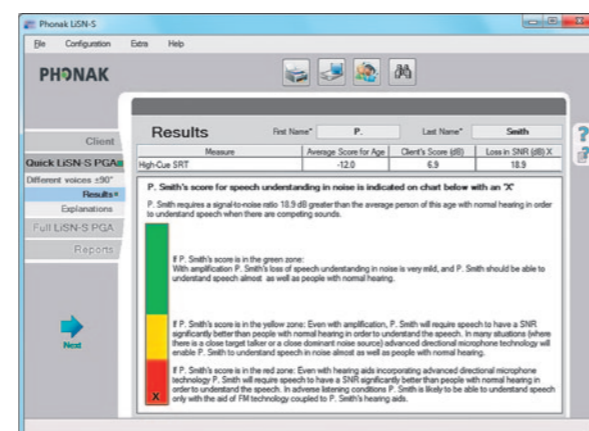 Phonak LiSN-S
File Configuration Extra Help
PHONAK
Results First Name* P. Last Name* Smith
Client
Measure Average Score for Age Client's Score (dB) Loss in SNR (dB) X
Quick LiSN-S PGA
High-Cue SRT -12.0 6.9 18.9
Different voices ±90°
Results
Explanations
Full LiSN-S PGA
Reports
Next
P. Smith's score for speech understanding in noise is indicated on chart below with an 'X'
P. Smith requires a signal-to-noise ratio 18.9 dB greater than the average person of this age with normal hearing in order
to understand speech when there are competing sounds.
If P. Smith's score is in the green zone:
With amplification P. Smith's loss of speech understanding in noise is very mild, and P. Smith should be able to
understand speech almost as well as people with normal hearing.
If P. Smith's score is in the yellow zone: Even with amplification, P. Smith will require speech to have a SNR
significantly better than people with normal hearing in order to understand the speech. In many situations (where
there is a close target talker or a close dominant noise source) advanced directional microphone technology will
enable P. Smith to understand speech in noise almost as well as people with normal hearing.
If P. Smith's score is in the red zone: Even with hearing aids incorporating advanced directional microphone
technology P. Smith will require speech to have a SNR significantly better than people with normal hearing in
order to understand the speech. In adverse listening conditions P. Smith is likely to be able to understand speech
only with the aid of FM technology coupled to P. Smith's hearing aids.
X